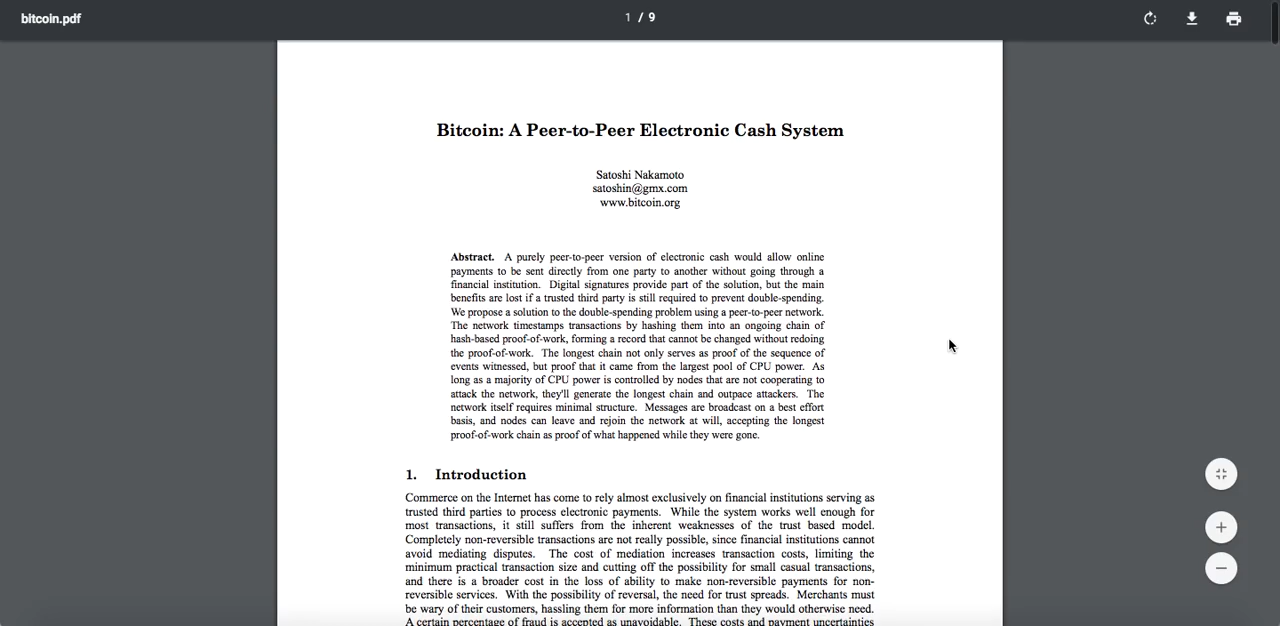 bitcoin.pdf
1 / 9
Bitcoin: A Peer-to-Peer Electronic Cash System
Satoshi Nakamoto
satoshin@gmx.com
www.bitcoin.org
Abstract. A purely peer-to-peer version of electronic cash would allow online
payments to be sent directly from one party to another without going through a
financial institution. Digital signatures provide part of the solution, but the main
benefits are lost if a trusted third party is still required to prevent double-spending.
We propose a solution to the double-spending problem using a peer-to-peer network.
The network timestamps transactions by hashing them into an ongoing chain of
hash-based proof-of-work, forming a record that cannot be changed without redoing
the proof-of-work. The longest chain not only serves as proof of the sequence of
events witnessed, but proof that it came from the largest pool of CPU power. As
long as a majority of CPU power is controlled by nodes that are not cooperating to
attack the network, they'll generate the longest chain and outpace attackers. The
network itself requires minimal structure. Messages are broadcast on a best effort
basis, and nodes can leave and rejoin the network at will, accepting the longest
proof-of-work chain as proof of what happened while they were gone.
1. Introduction
Commerce on the Internet has come to rely almost exclusively on financial institutions serving as
trusted third parties to process electronic payments. While the system works well enough for
most transactions, it still suffers from the inherent weaknesses of the trust based model.
Completely non-reversible transactions are not really possible, since financial institutions cannot
avoid mediating disputes. The cost of mediation increases transaction costs, limiting the
minimum practical transaction size and cutting off the possibility for small casual transactions,
and there is a broader cost in the loss of ability to make non-reversible payments for non-
reversible services. With the possibility of reversal, the need for trust spreads. Merchants must
be wary of their customers, hassling them for more information than they would otherwise need.
A certain percentage of fraud is accepted as unavoidable. These costs and payment uncertainties